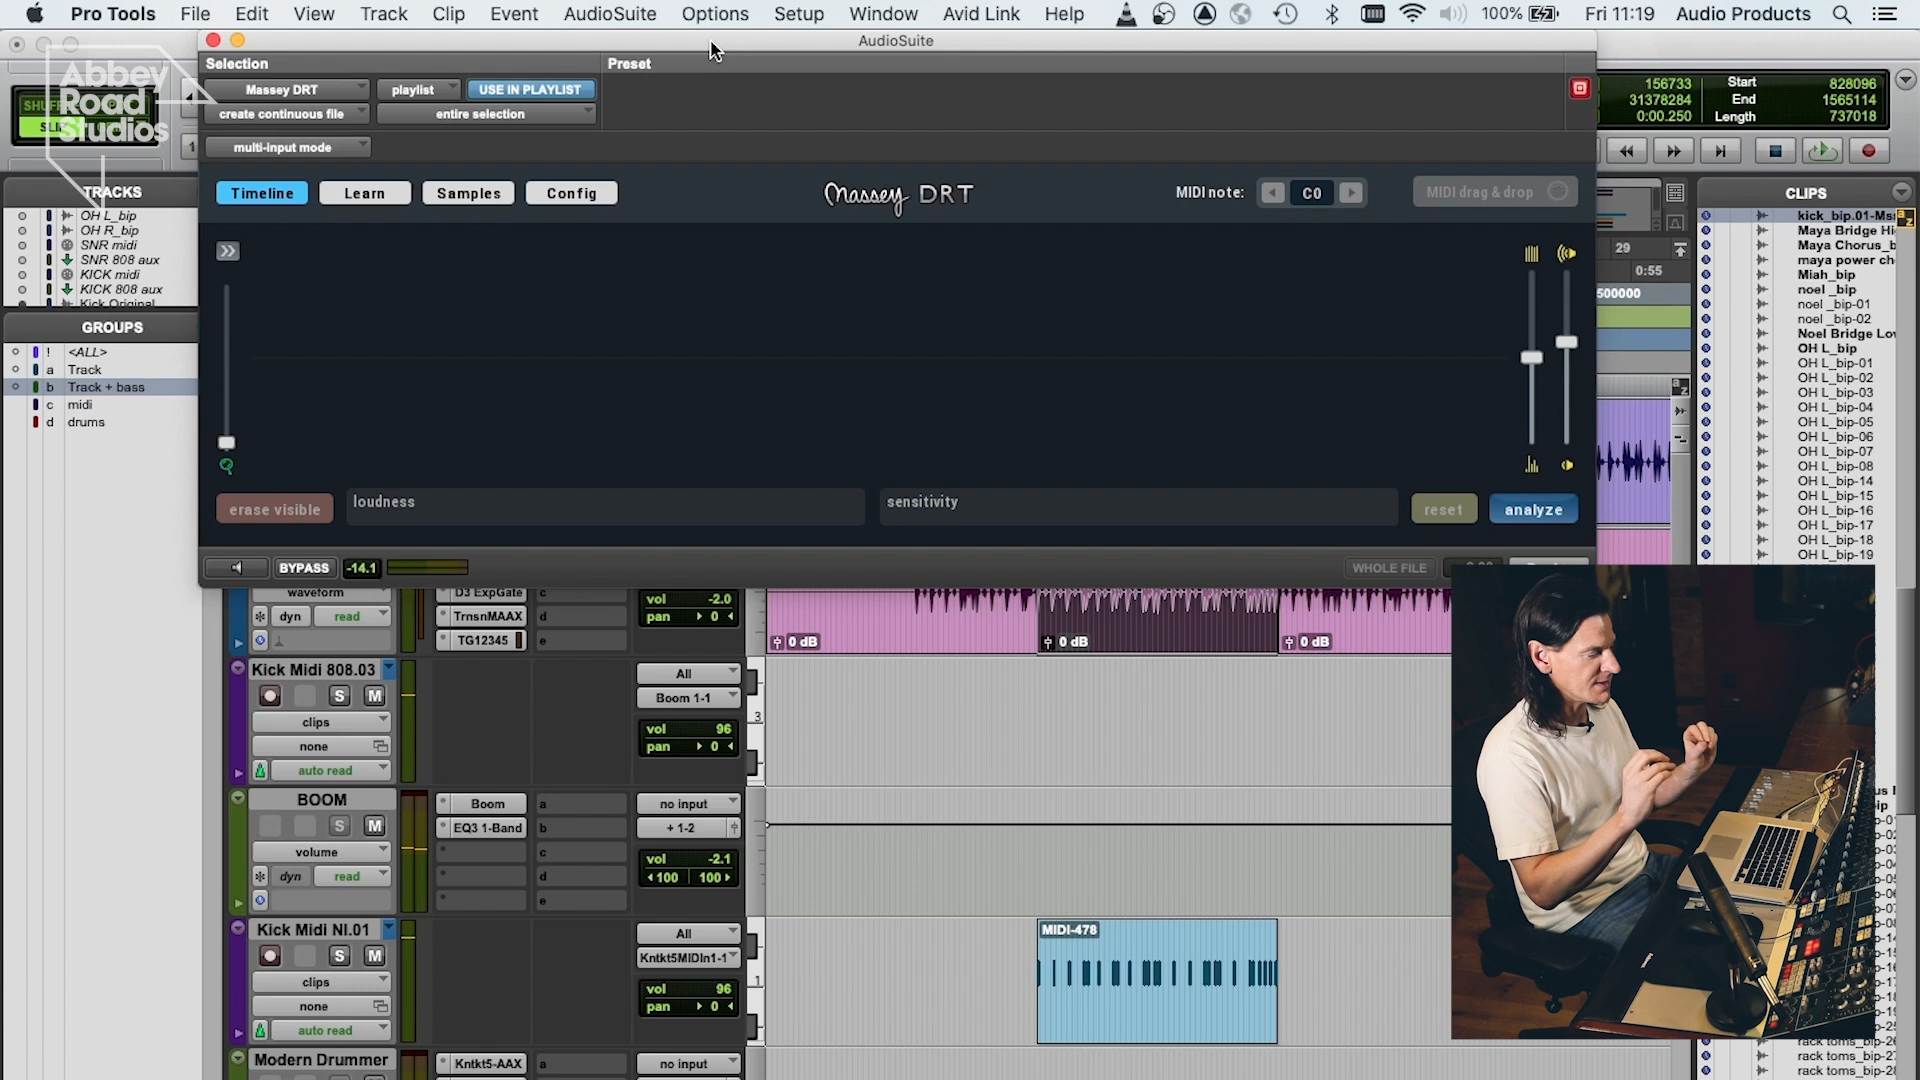 Pro Tools File Edit View Track Clip Event AudioSuite Options Setup Window Avid Link Help 100% Fri 11:19 Audio Products
AudioSuite
Abbey
Road
Studios
Selection
Preset
Massey DRT
playlist
USE IN PLAYLIST
create continuous file
entire selection
multi-input mode
156733
31378284
0:00.250
Start 828096
End 1565114
Length 737018
Timeline
Learn
Samples
Config
Massey DRT
MIDI note:
C0
MIDI drag & drop
TRACKS
OH L_bip
OH R_bip
SNR midi
SNR 808 aux
KICK midi
KICK 808 aux
Kick Original
GROUPS
! <ALL>
a Track
b Track + bass
c midi
d drums
erase visible
loudness
sensitivity
reset
analyze
BYPASS
-14.1
WHOLE FILE
29
0:55
500000
CLIPS
Maya Bridge Hi
Maya Chorus_b
maya power ch
Miah_bip
noel _bip
noel _bip-01
noel _bip-02
Noel Bridge Lo
OH L_bip
OH L_bip-01
OH L_bip-02
OH L_bip-03
OH L_bip-04
OH L_bip-05
OH L_bip-06
OH L_bip-07
OH L_bip-08
OH L_bip-14
OH L_bip-15
OH L_bip-16
OH L_bip-17
OH L_bip-18
OH L_bip-19
waveform
dyn
read
D3 ExpGate
TrnsnMAAX
TG12345
c
d
e
vol -2.0
pan 0
0 dB
0 dB
0 dB
Kick Midi 808.03
S
M
clips
none
auto read
All
Boom 1-1
vol 96
pan 0
3
BOOM
S
M
volume
dyn
read
Boom
EQ3 1-Band
a
b
c
d
e
no input
+ 1-2
vol -2.1
100
100
Kick Midi NI.01
S
M
clips
none
auto read
All
Kntkt5MIDIn1-1
vol 96
pan 0
1
MIDI-478
Modern Drummer
Kntkt5-AAX
a
no input
rack toms_bip-26
rack toms_bip-27
rack toms_bip-28